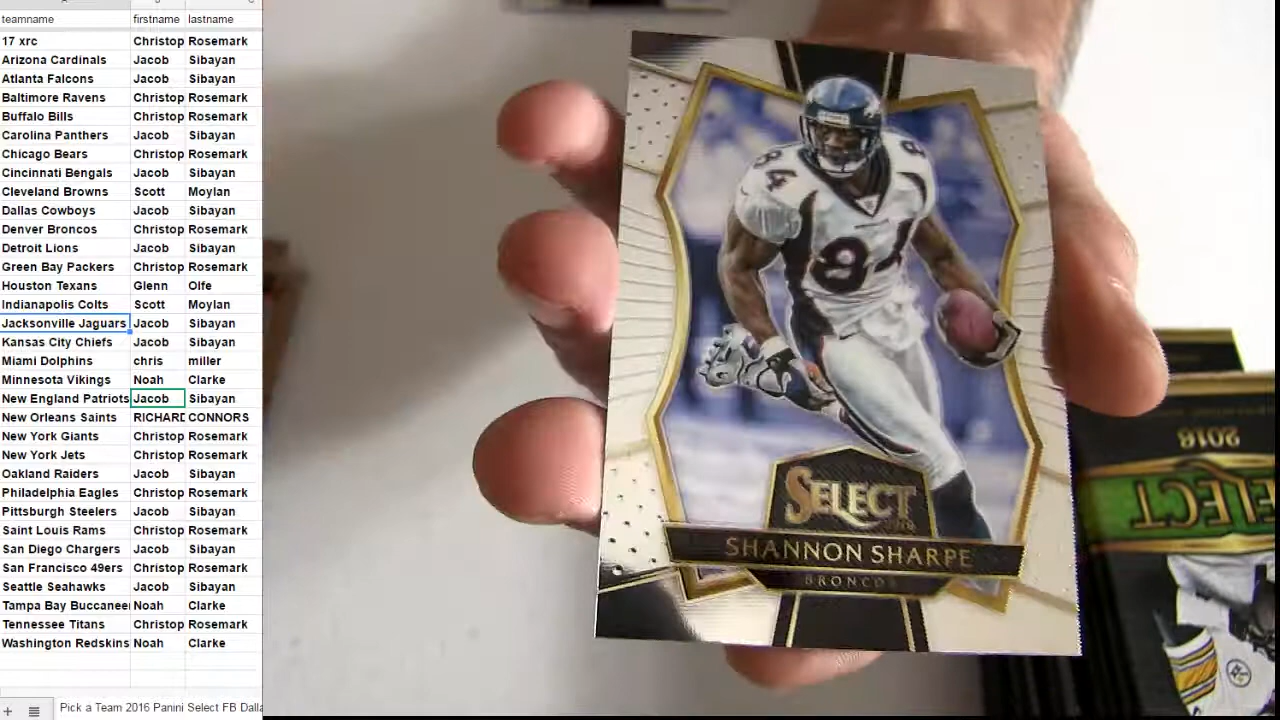 teamname firstname lastname
17 xrc Christop Rosemark
Arizona Cardinals Jacob Sibayan
Atlanta Falcons Jacob Sibayan
Baltimore Ravens Christop Rosemark
Buffalo Bills Christop Rosemark
Carolina Panthers Jacob Sibayan
Chicago Bears Christop Rosemark
Cincinnati Bengals Jacob Sibayan
Cleveland Browns Scott Moylan
Dallas Cowboys Jacob Sibayan
Denver Broncos Christop Rosemark
Detroit Lions Jacob Sibayan
Green Bay Packers Christop Rosemark
Houston Texans Glenn Olfe
Indianapolis Colts Scott Moylan
Jacksonville Jaguars Jacob Sibayan
Kansas City Chiefs Jacob Sibayan
Miami Dolphins chris miller
Minnesota Vikings Noah Clarke
New England Patriots Jacob Sibayan
New Orleans Saints RICHARD CONNORS
New York Giants Christop Rosemark
New York Jets Christop Rosemark
Oakland Raiders Jacob Sibayan
Philadelphia Eagles Christop Rosemark
Pittsburgh Steelers Jacob Sibayan
Saint Louis Rams Christop Rosemark
San Diego Chargers Jacob Sibayan
San Francisco 49ers Christop Rosemark
Seattle Seahawks Jacob Sibayan
Tampa Bay Buccaneer Noah Clarke
Tennessee Titans Christop Rosemark
Washington Redskins Noah Clarke
Pick a Team 2016 Panini Select FB Dalla
84
84
SELECT
SHANNON SHARPE
BRONCOS
2016
SELECT